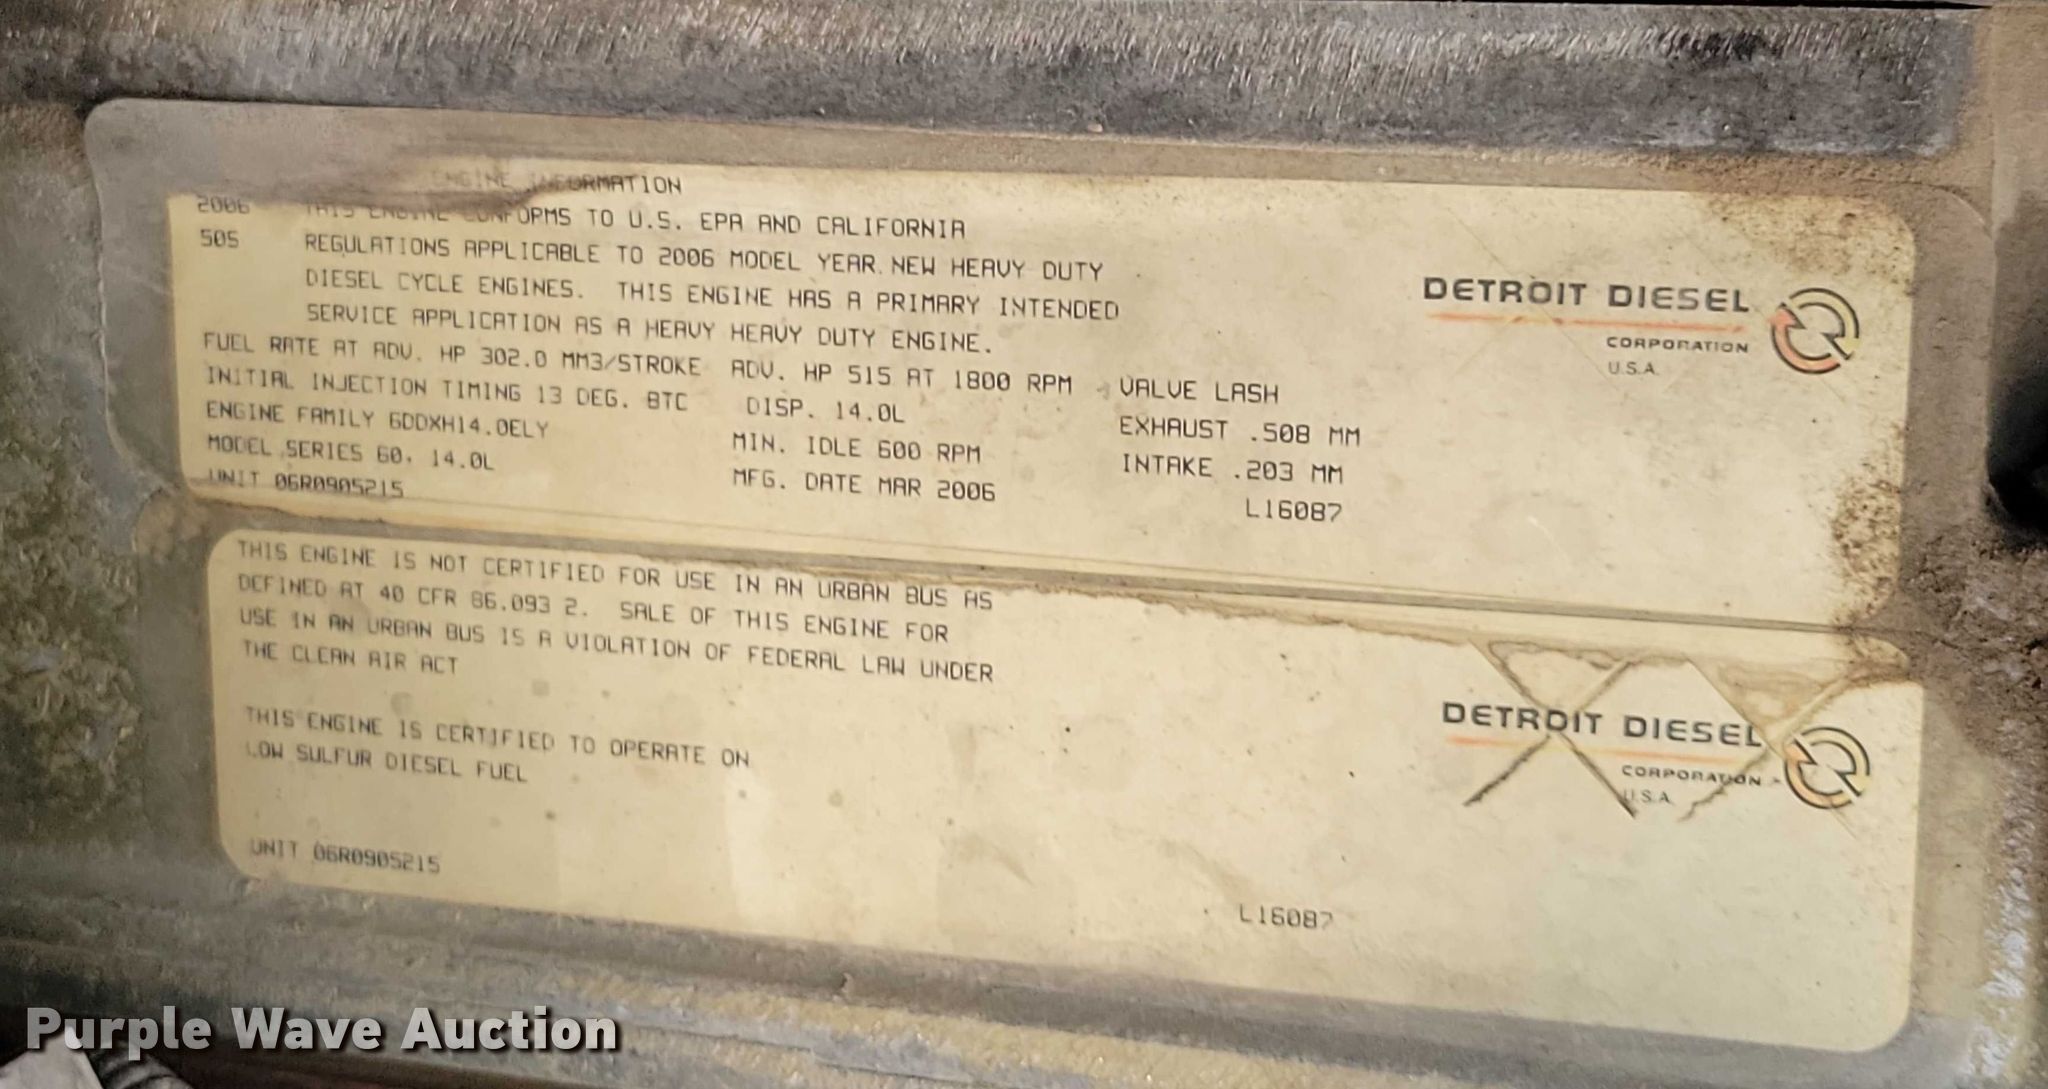 ENGINE INFORMATION
2006 THIS ENGINE CONFORMS TO U.S. EPA AND CALIFORNIA
505 REGULATIONS APPLICABLE TO 2006 MODEL YEAR NEW HEAVY DUTY
DIESEL CYCLE ENGINES. THIS ENGINE HAS A PRIMARY INTENDED
SERVICE APPLICATION AS A HEAVY HEAVY DUTY ENGINE.
FUEL RATE AT ADV. HP 302.0 MM3/STROKE ADV. HP 515 AT 1800 RPM VALVE LASH
INITIAL INJECTION TIMING 13 DEG. BTC DISP. 14.0L EXHAUST .508 MM
ENGINE FAMILY 6DDXH14.0ELY MIN. IDLE 600 RPM INTAKE .203 MM
MODEL SERIES 60, 14.0L MFG. DATE MAR 2006 L16087
UNIT 06R0905215
DETROIT DIESEL
CORPORATION
U.S.A.
THIS ENGINE IS NOT CERTIFIED FOR USE IN AN URBAN BUS AS
DEFINED AT 40 CFR 86.093 2. SALE OF THIS ENGINE FOR
USE IN AN URBAN BUS IS A VIOLATION OF FEDERAL LAW UNDER
THE CLEAN AIR ACT
THIS ENGINE IS CERTIFIED TO OPERATE ON
LOW SULFUR DIESEL FUEL
UNIT 06R0905215
L16087
DETROIT DIESEL
CORPORATION
U.S.A.
Purple Wave Auction